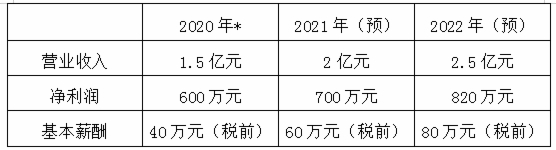 2020年* 2021年（预） 2022年（预）
营业收入 1.5亿元 2亿元 2.5亿元
净利润 600万元 700万元 820万元
基本薪酬 40万元（税前） 60万元（税前） 80万元（税前）